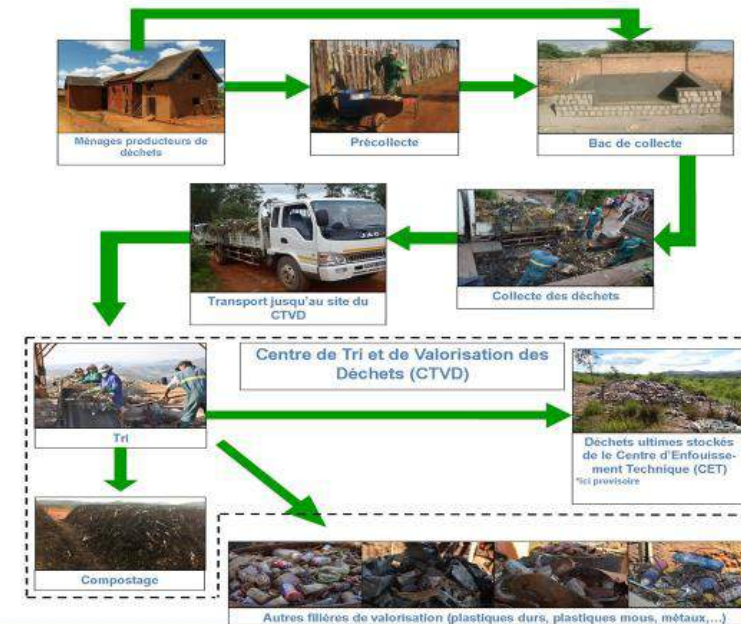 Ménages producteurs de
déchets
Précollecte
Bac de collecte
JAC
Transport jusqu'au site du
CTVD
Collecte des déchets
Centre de Tri et de Valorisation des
Déchets (CTVD)
Tri
Déchets ultimes stockés
de le Centre d'Enfouisse-
ment Technique (CET)
*ici provisoire
Compostage
Autres filières de valorisation (plastiques durs, plastiques mous, métaux,...)